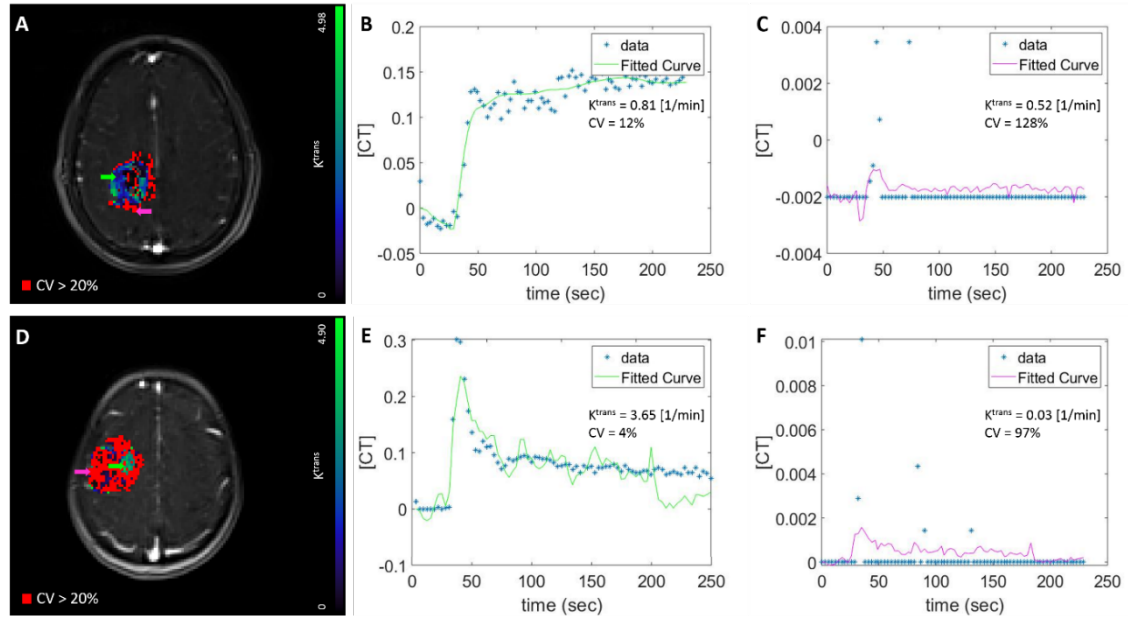 A
4.98
K^trans
0
CV > 20%
B
0.2
0.15
0.1
0.05
0
-0.05
[CT]
data
Fitted Curve
K^trans = 0.81 [1/min]
CV = 12%
0 50 100 150 200 250
time (sec)
C
0.004
0.002
0
-0.002
-0.004
[CT]
data
Fitted Curve
K^trans = 0.52 [1/min]
CV = 128%
0 50 100 150 200 250
time (sec)
D
4.90
K^trans
0
CV > 20%
E
0.3
0.2
0.1
0
-0.1
[CT]
data
Fitted Curve
K^trans = 3.65 [1/min]
CV = 4%
0 50 100 150 200 250
time (sec)
F
0.01
0.008
0.006
0.004
0.002
0
[CT]
data
Fitted Curve
K^trans = 0.03 [1/min]
CV = 97%
0 50 100 150 200 250
time (sec)